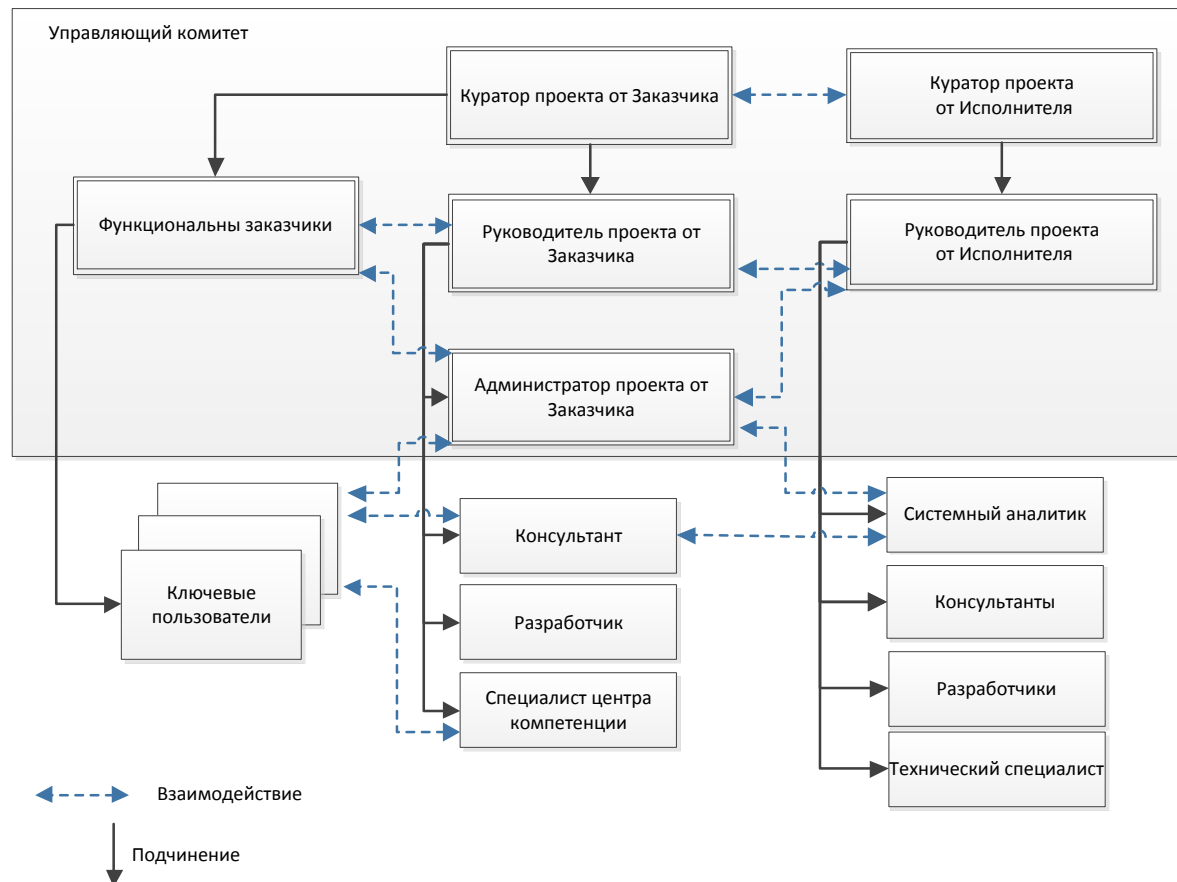 Управляющий комитет
Куратор проекта от Заказчика
Куратор проекта
от Исполнителя
Функциональны заказчики
Руководитель проекта от
Заказчика
Руководитель проекта
от Исполнителя
Администратор проекта от
Заказчика
Ключевые
пользователи
Консультант
Разработчик
Специалист центра
компетенции
Системный аналитик
Консультанты
Разработчики
Технический специалист
Взаимодействие
Подчинение